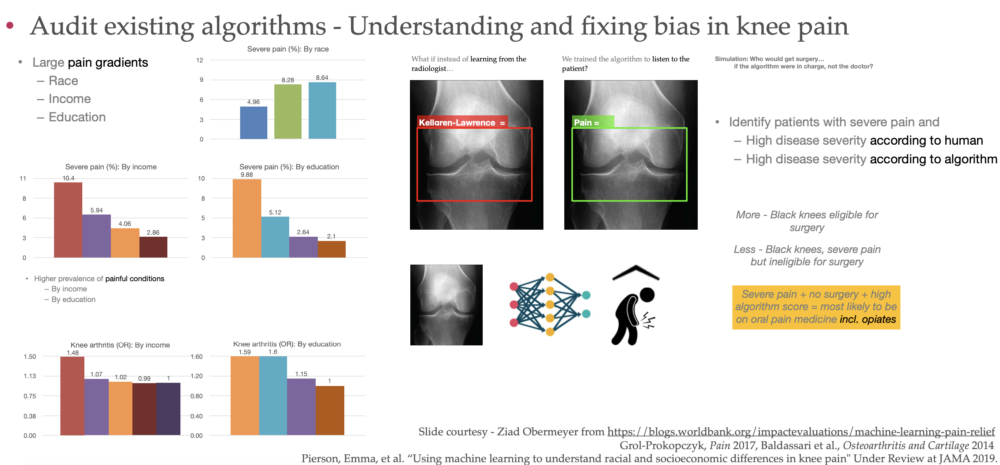 • Audit existing algorithms - Understanding and fixing bias in knee pain
• Large pain gradients
– Race
– Income
– Education
Severe pain (%): By race
12
9
6
3
0
4.96
8.28
8.64
Severe pain (%): By income
11
8
6
3
0
10.4
5.94
4.06
2.86
Severe pain (%): By education
10
8
5
3
0
9.88
5.12
2.64
2.1
• Higher prevalence of painful conditions
– By income
– By education
Knee arthritis (OR): By income
1.50
1.13
0.75
0.38
0.00
1.48
1.07
1.02
0.99
1
Knee arthritis (OR): By education
1.60
1.20
0.80
0.40
0.00
1.59
1.6
1.15
1
What if instead of learning from the
radiologist…
Kellgren-Lawrence =
We trained the algorithm to listen to the
patient?
Pain =
Simulation: Who would get surgery…
if the algorithm were in charge, not the doctor?
• Identify patients with severe pain and
– High disease severity according to human
– High disease severity according to algorithm
More - Black knees eligible for
surgery
Less - Black knees, severe pain
but ineligible for surgery
Severe pain + no surgery + high
algorithm score = most likely to be
on oral pain medicine incl. opiates
Slide courtesy - Ziad Obermeyer from https://blogs.worldbank.org/impactevaluations/machine-learning-pain-relief
Grol-Prokopczyk, Pain 2017, Baldassari et al., Osteoarthritis and Cartilage 2014
Pierson, Emma, et al. “Using machine learning to understand racial and socioeconomic differences in knee pain" Under Review at JAMA 2019.